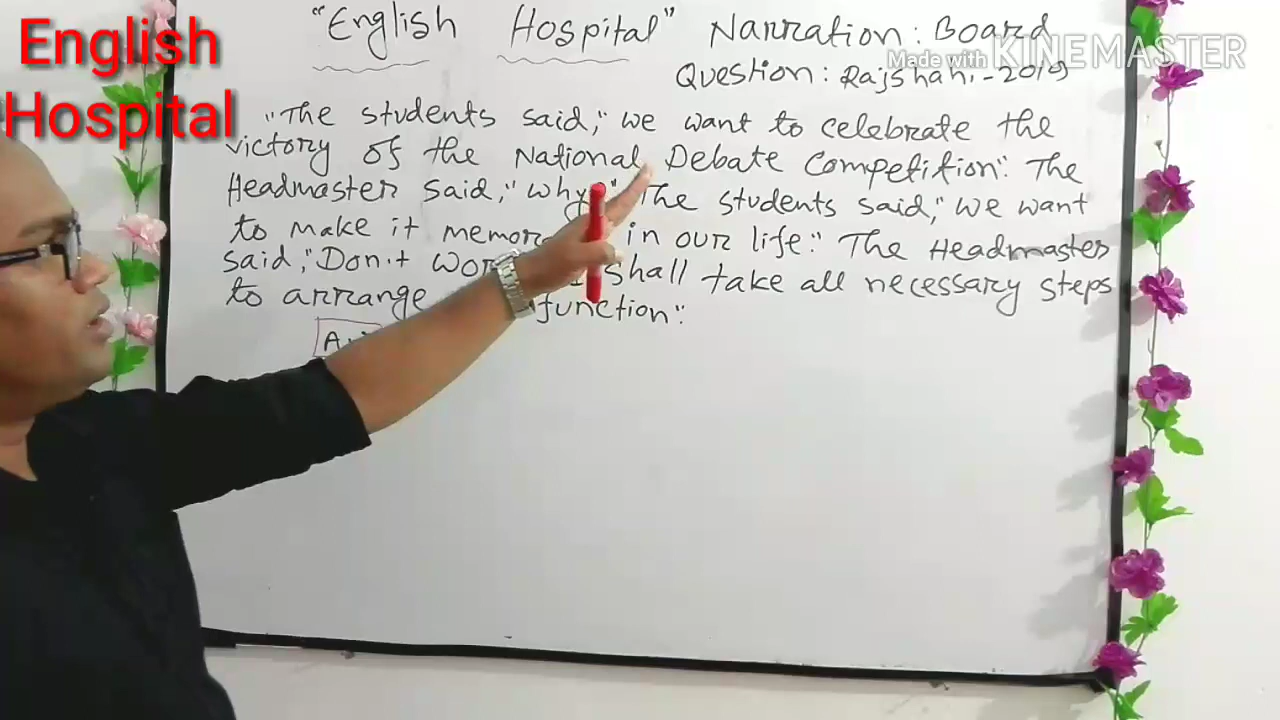 English
Hospital
Made with KINEMASTER
"English Hospital" Narration: Board
Question: Rajshahi-2019
"The students said," we want to celebrate the
victory of the National Debate Competition". The
Headmaster said," why The students said," we want
to make it in our life." The Headmaster
said,"Don't shall take all necessary steps
to arrange function".